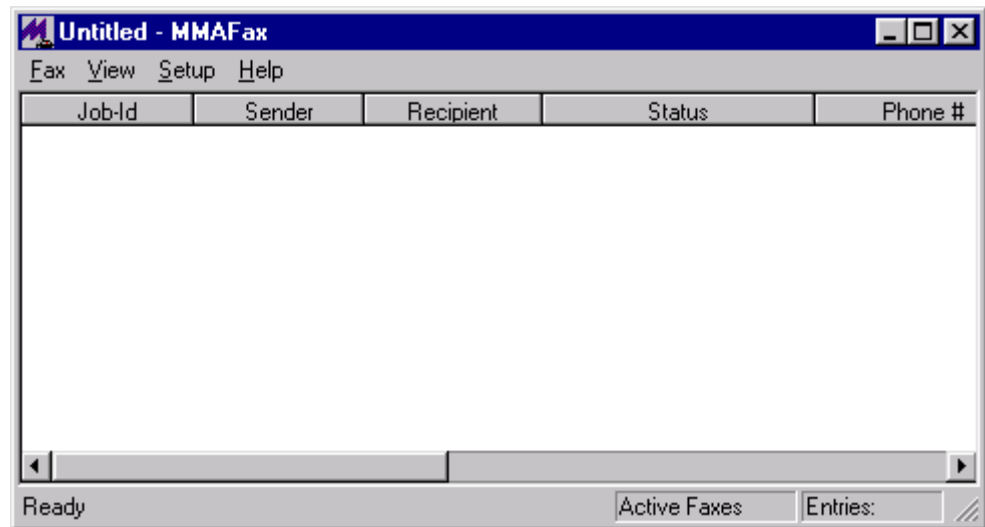 Untitled - MMAFax
Fax View Setup Help
Job-Id Sender Recipient Status Phone #
Ready Active Faxes Entries: